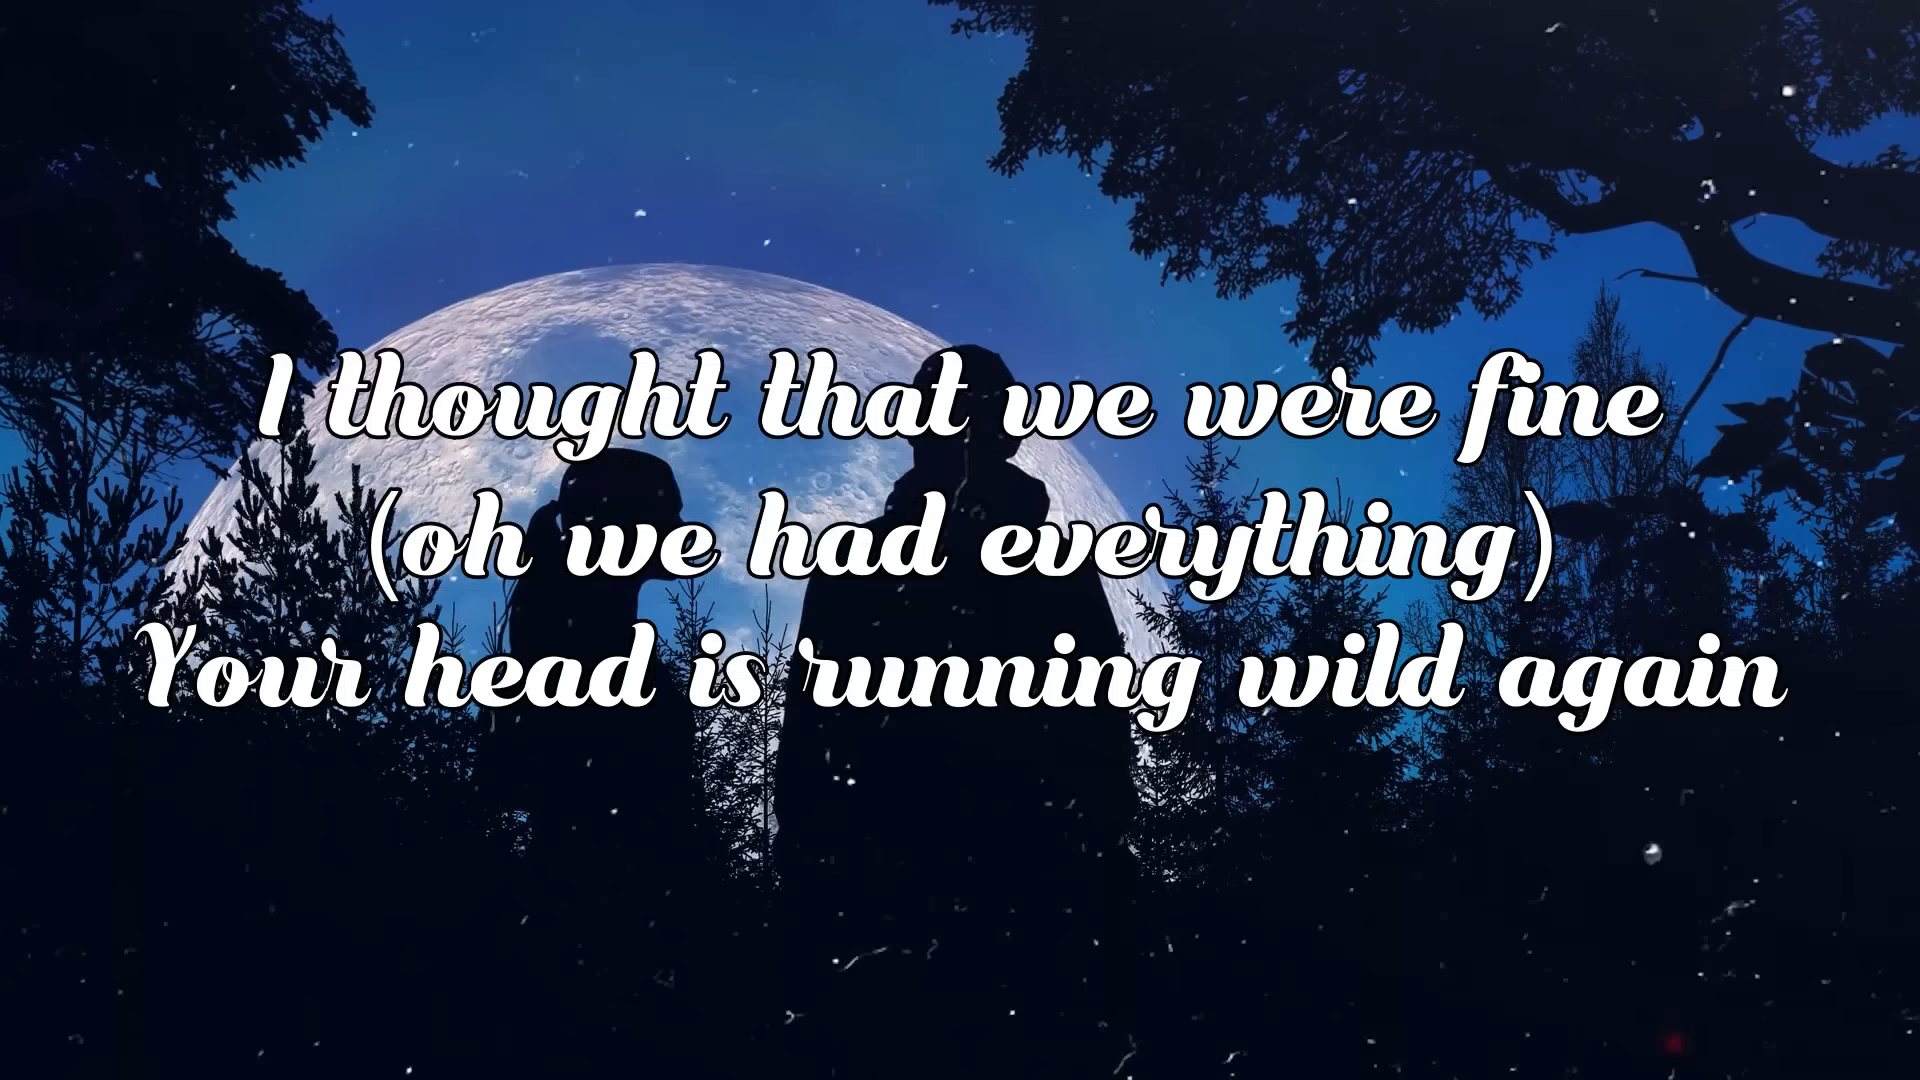 I thought that we were fine
(oh we had everything)
Your head is running wild again